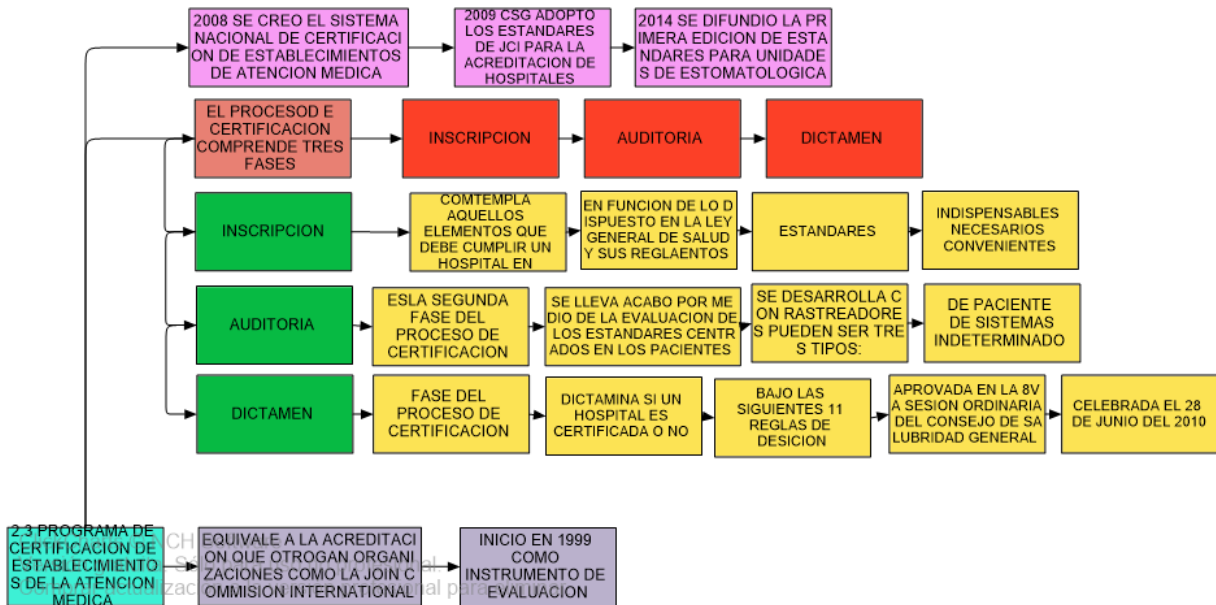 2008 SE CREO EL SISTEMA
NACIONAL DE CERTIFICACI
ON DE ESTABLECIMIENTOS
DE ATENCION MEDICA
2009 CSG ADOPTO
LOS ESTANDARES
DE JCI PARA LA
ACREDITACION DE
HOSPITALES
2014 SE DIFUNDIO LA PR
IMERA EDICION DE ESTA
NDARES PARA UNIDADE
S DE ESTOMATOLOGICA
EL PROCESOD E
CERTIFICACION
COMPRENDE TRES
FASES
INSCRIPCION
AUDITORIA
DICTAMEN
INSCRIPCION
COMTEMPLA
AQUELLOS
ELEMENTOS QUE
DEBE CUMPLIR UN
HOSPITAL EN
EN FUNCION DE LO D
ISPUESTO EN LA LEY
GENERAL DE SALUD
Y SUS REGLAENTOS
ESTANDARES
INDISPENSABLES
NECESARIOS
CONVENIENTES
AUDITORIA
ESLA SEGUNDA
FASE DEL
PROCESO DE
CERTIFICACION
SE LLEVA ACABO POR ME
DIO DE LA EVALUACION DE
LOS ESTANDARES CENTR
ADOS EN LOS PACIENTES
SE DESARROLLA C
ON RASTREADORE
S PUEDEN SER TRE
S TIPOS:
DE PACIENTE
DE SISTEMAS
INDETERMINADO
DICTAMEN
FASE DEL
PROCESO DE
CERTIFICACION
DICTAMINA SI UN
HOSPITAL ES
CERTIFICADA O NO
BAJO LAS
SIGUIENTES 11
REGLAS DE
DESICION
APROVADA EN LA 8V
A SESION ORDINARIA
DEL CONSEJO DE SA
LUBRIDAD GENERAL
CELEBRADA EL 28
DE JUNIO DEL 2010
2.3 PROGRAMA DE
CERTIFICACION DE
ESTABLECIMIENTO
S DE LA ATENCION
MEDICA
EQUIVALE A LA ACREDITACI
ON QUE OTROGAN ORGANI
ZACIONES COMO LA JOIN C
OMMISION INTERNATIONAL
INICIO EN 1999
COMO
INSTRUMENTO DE
EVALUACION